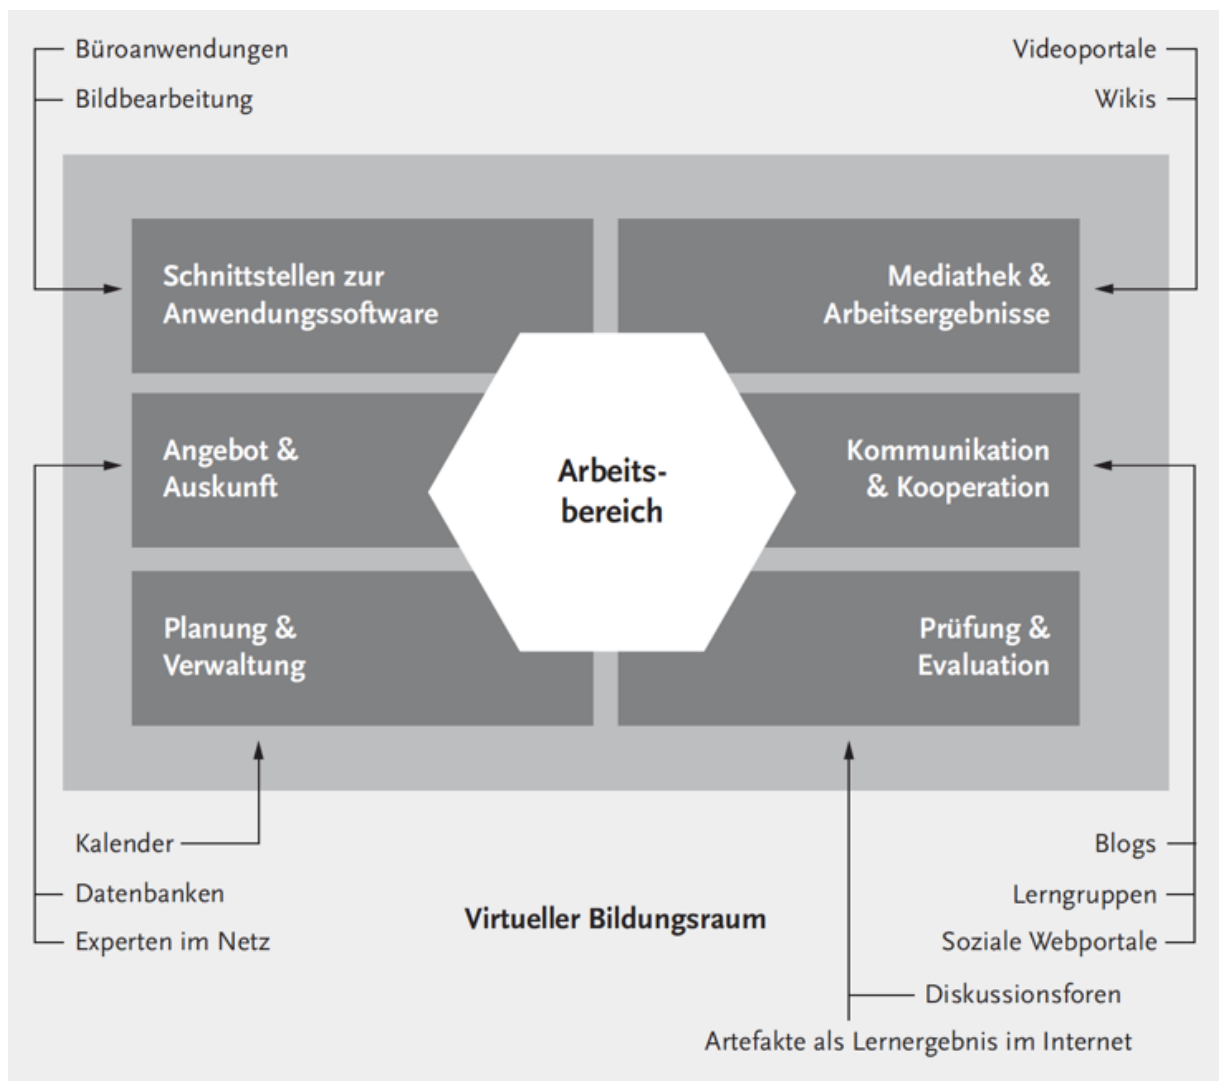 Büroanwendungen
Bildbearbeitung
Videoportale
Wikis
Schnittstellen zur
Anwendungssoftware
Mediathek &
Arbeitsergebnisse
Angebot &
Auskunft
Arbeits-
bereich
Kommunikation
& Kooperation
Planung &
Verwaltung
Prüfung &
Evaluation
Kalender
Datenbanken
Experten im Netz
Virtueller Bildungsraum
Blogs
Lerngruppen
Soziale Webportale
Diskussionsforen
Artefakte als Lernergebnis im Internet